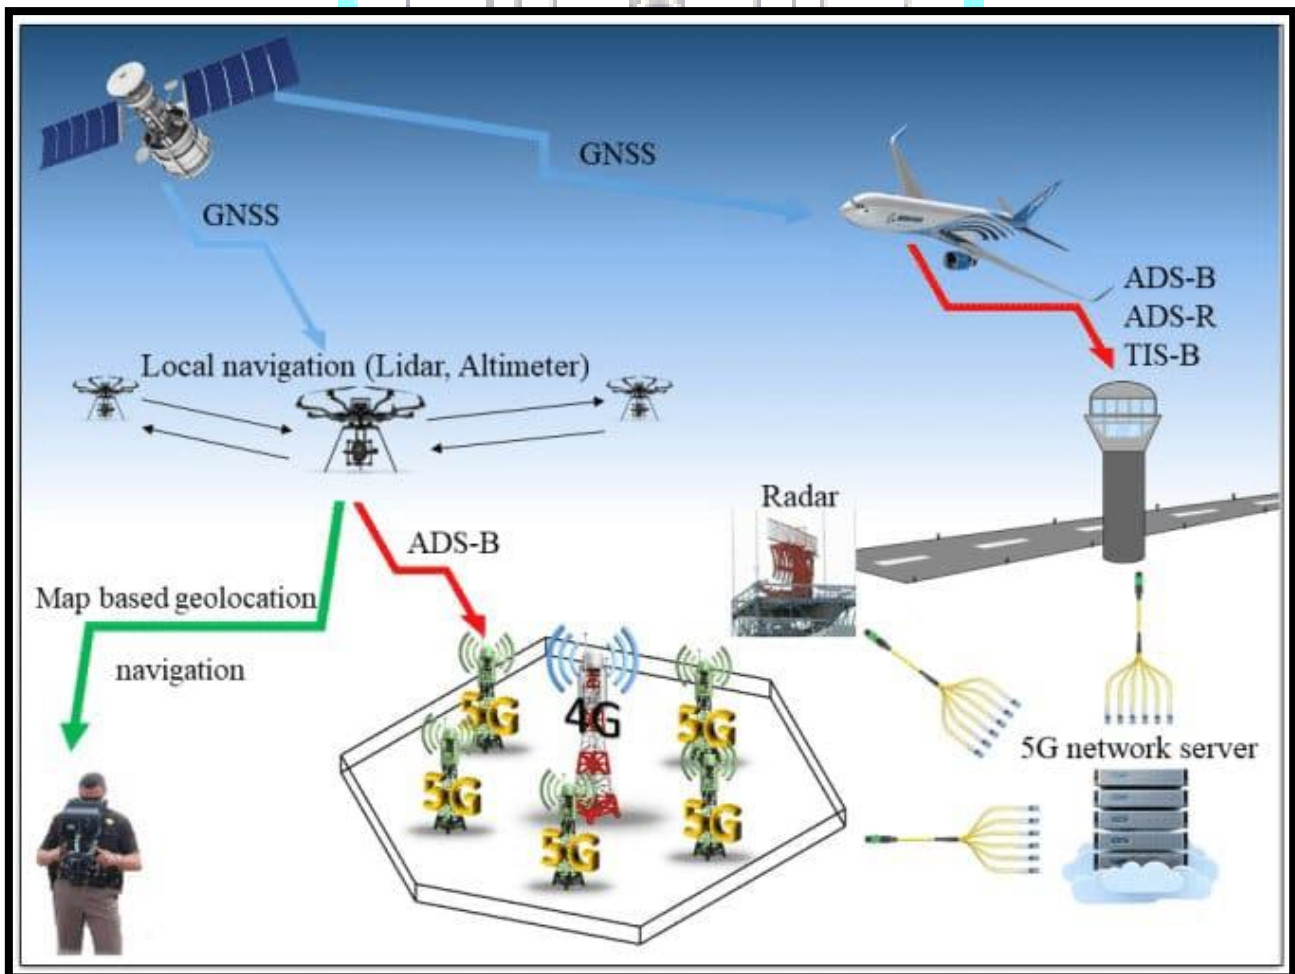 GNSS
GNSS
ADS-B
ADS-R
TIS-B
Local navigation (Lidar, Altimeter)
Radar
ADS-B
Map based geolocation
navigation
5G
4G
5G
5G
5G
5G
5G network server